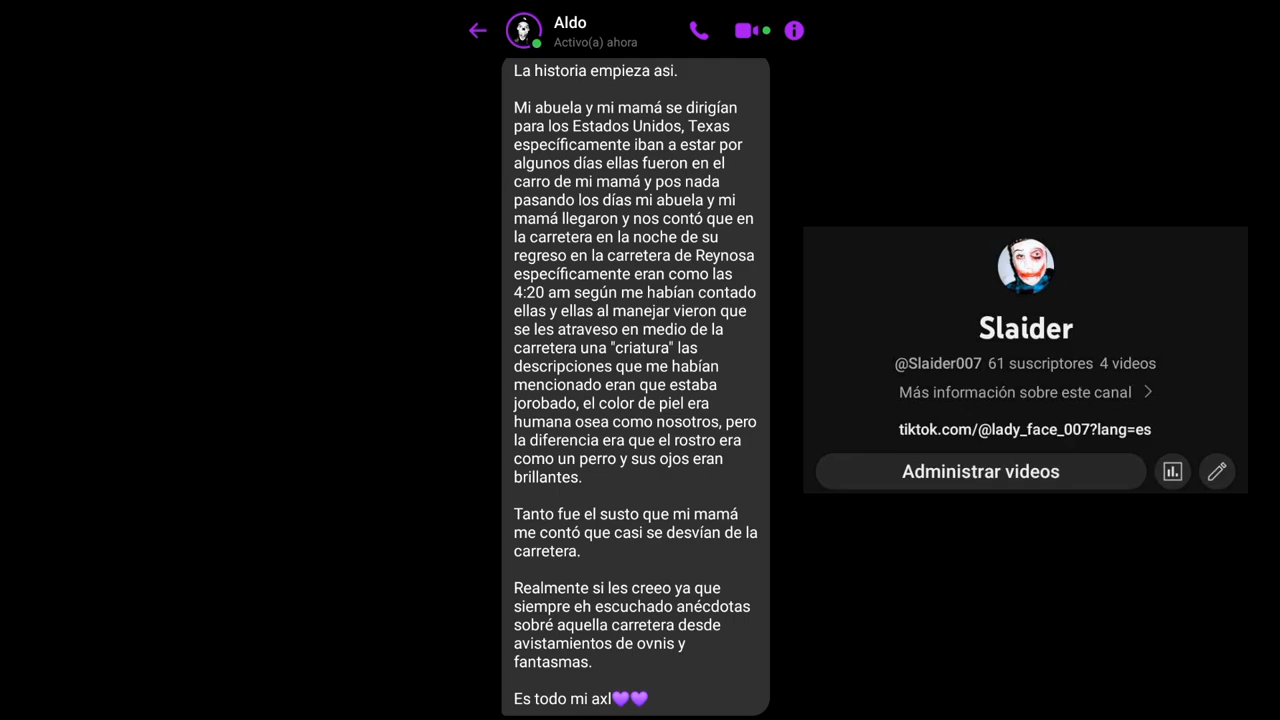 Aldo
Activo(a) ahora
La historia empieza asi.
Mi abuela y mi mamá se dirigían
para los Estados Unidos, Texas
específicamente iban a estar por
algunos días ellas fueron en el
carro de mi mamá y pos nada
pasando los días mi abuela y mi
mamá llegaron y nos contó que en
la carretera en la noche de su
regreso en la carretera de Reynosa
específicamente eran como las
4:20 am según me habían contado
ellas y ellas al manejar vieron que
se les atraveso en medio de la
carretera una "criatura" las
descripciones que me habían
mencionado eran que estaba
jorobado, el color de piel era
humana osea como nosotros, pero
la diferencia era que el rostro era
como un perro y sus ojos eran
brillantes.
Tanto fue el susto que mi mamá
me contó que casi se desvían de la
carretera.
Realmente si les creeo ya que
siempre eh escuchado anécdotas
sobré aquella carretera desde
avistamientos de ovnis y
fantasmas.
Es todo mi axl💜💜
Slaider
@Slaider007 61 suscriptores 4 videos
Más información sobre este canal
tiktok.com/@lady_face_007?lang=es
Administrar videos